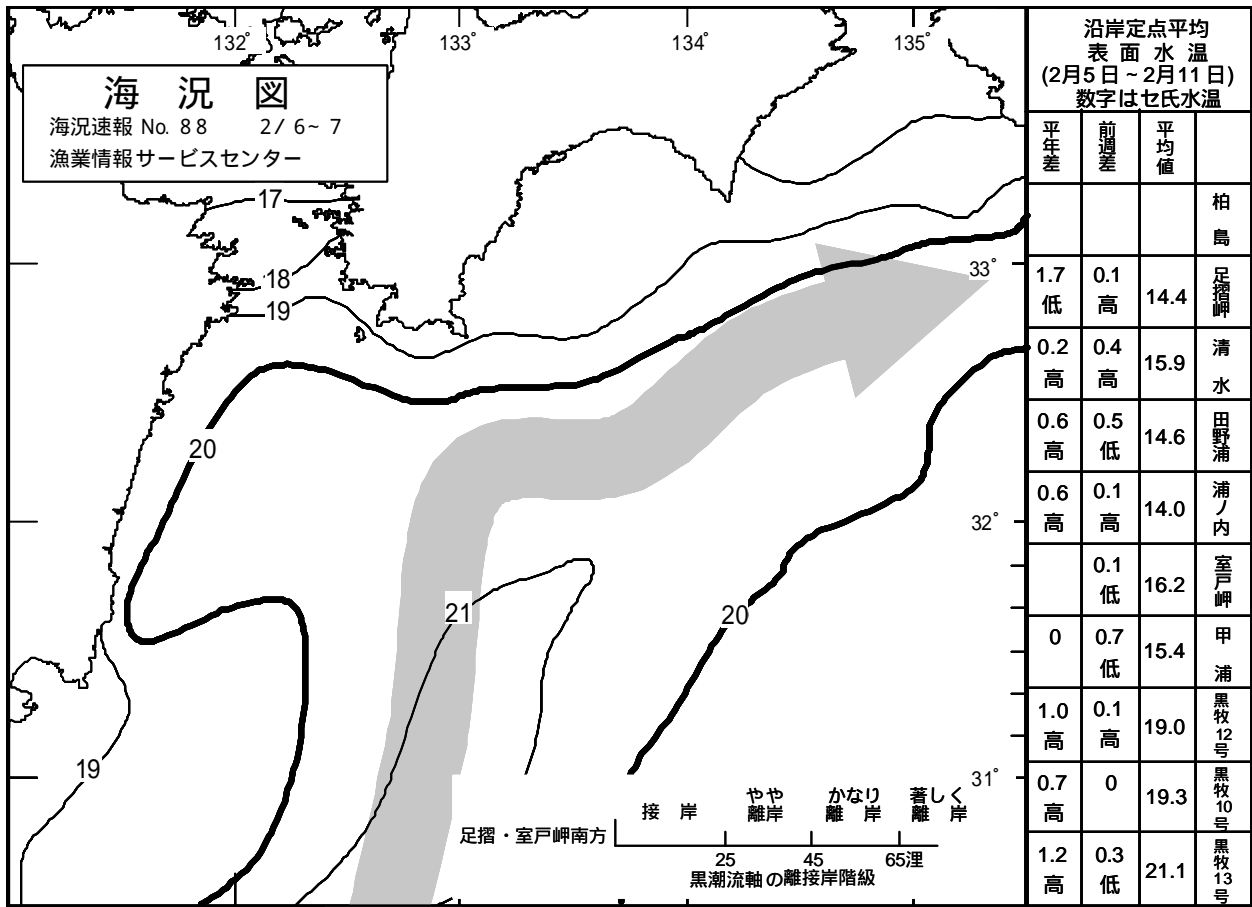 132°
133°
134°
135°
海 況 図
海況速報 No. 88 2/ 6~ 7
漁業情報サービスセンター
17
18
19
20
21
20
19
33°
32°
31°
接 岸
やや
離岸
かなり
離 岸
著しく
離 岸
足摺・室戸岬南方
25 45 65浬
黒潮流軸の離接岸階級
沿岸定点平均
表 面 水 温
(2月5日~2月11日)
数字はセ氏水温
平年差 前週差 平均値
柏島
1.7低 0.1高 14.4 足摺岬
0.2高 0.4高 15.9 清水
0.6高 0.5低 14.6 田野浦
0.6高 0.1高 14.0 浦ノ内
0.1低 16.2 室戸岬
0 0.7低 15.4 甲浦
1.0高 0.1高 19.0 黒牧12号
0.7高 0 19.3 黒牧10号
1.2高 0.3低 21.1 黒牧13号